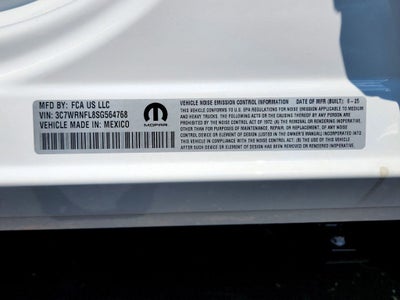 MFD BY: FCA US LLC
VIN: 3C7WRNFL8SG564768
VEHICLE MADE IN: MEXICO
MOPAR
VEHICLE NOISE EMISSION CONTROL INFORMATION DATE OF MFR (BUILT): 6 - 25
THIS VEHICLE CONFORMS TO U.S. EPA REGULATIONS FOR NOISE EMISSION APPLICABLE TO MEDIUM
AND HEAVY TRUCKS. THE FOLLOWING ACTS OR THE CAUSING THEREOF BY ANY PERSON ARE
PROHIBITED BY THE NOISE CONTROL ACT OF 1972: (A) THE REMOVAL OR RENDERING INOPERATIVE,
OTHER THAN FOR PURPOSES OF MAINTENANCE, REPAIR, OR REPLACEMENT, OF ANY NOISE
CONTROL DEVICE OR ELEMENT OF DESIGN (LISTED IN THE OWNER'S MANUAL) INCORPORATED INTO
THIS VEHICLE IN COMPLIANCE WITH THE NOISE CONTROL ACT; (B) THE USE OF THIS VEHICLE
AFTER SUCH DEVICE OR ELEMENT OF DESIGN HAS BEEN REMOVED OR RENDERED INOPERATIVE.